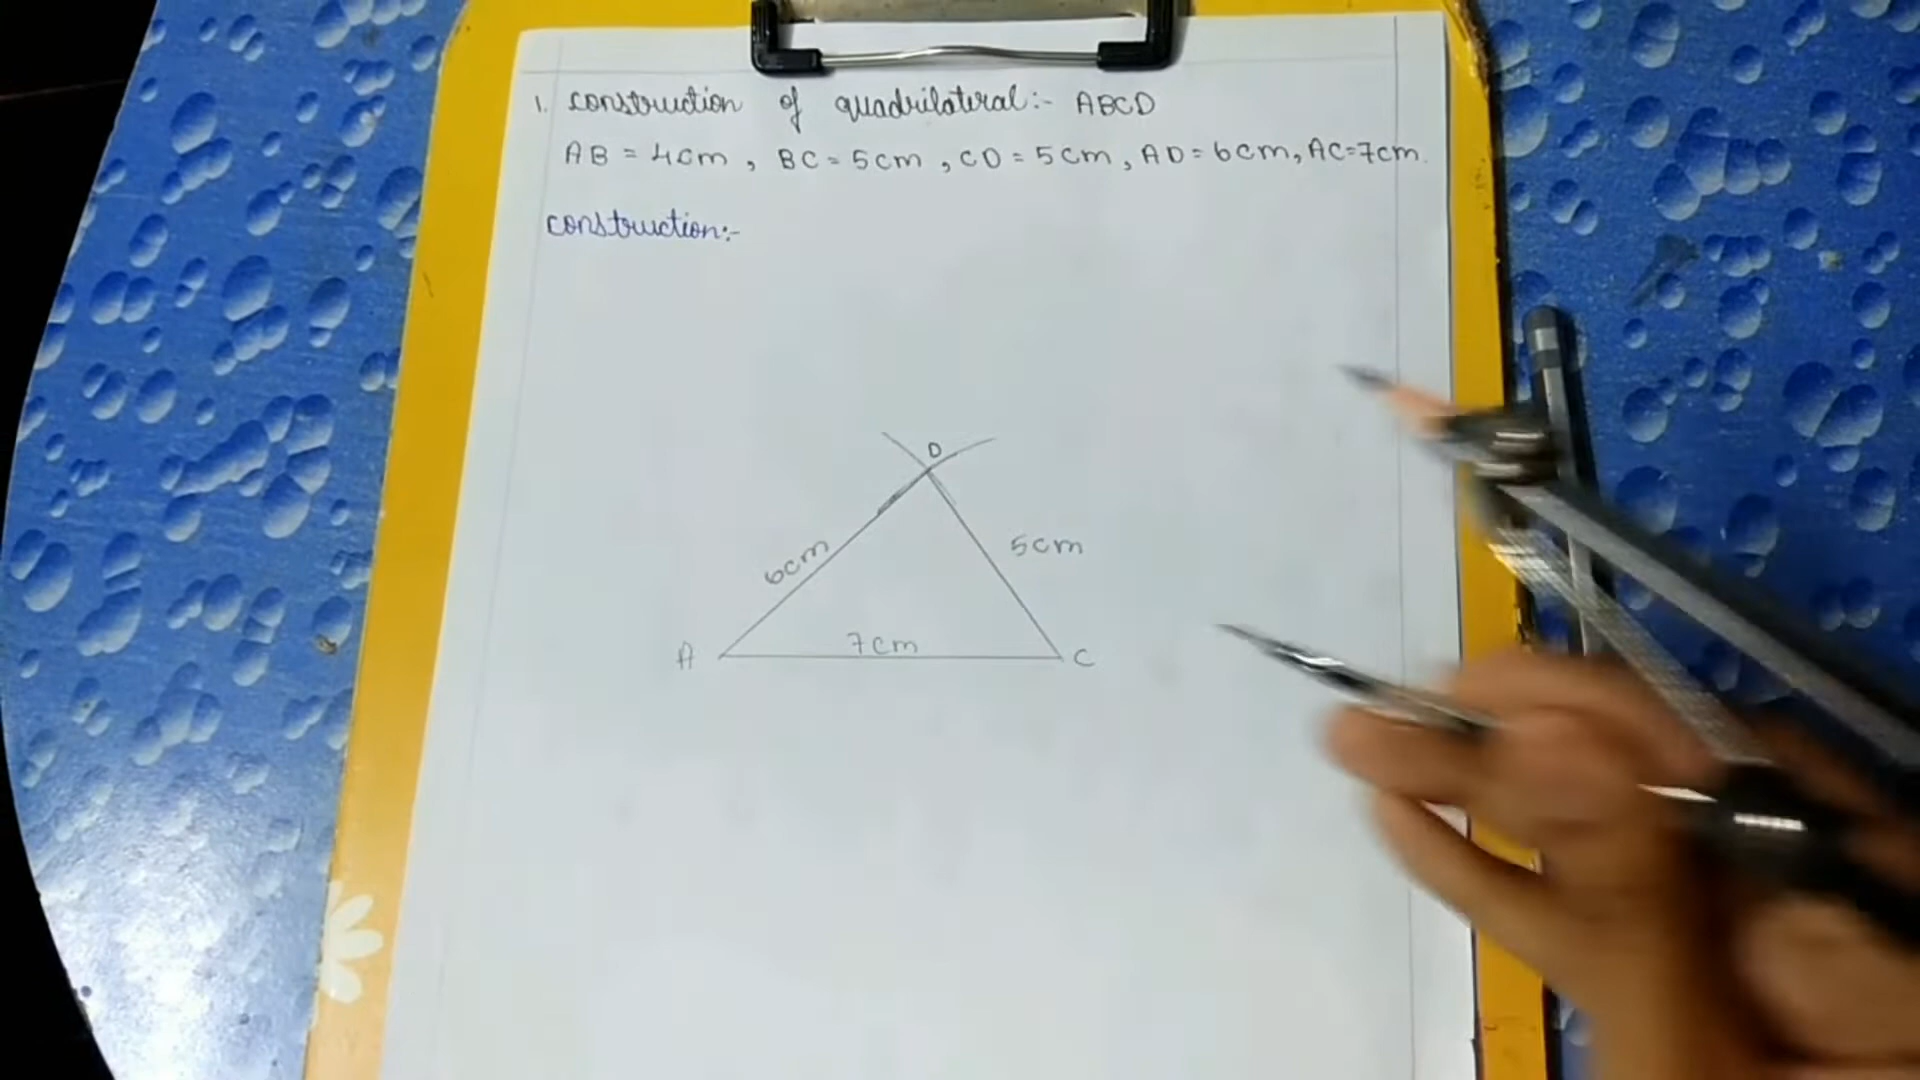 1. Construction of quadrilateral:- ABCD
AB = 4cm, BC = 5cm, CD = 5cm, AD = 6cm, AC=7cm.
Construction:-
D
6cm
5cm
7cm
A
C